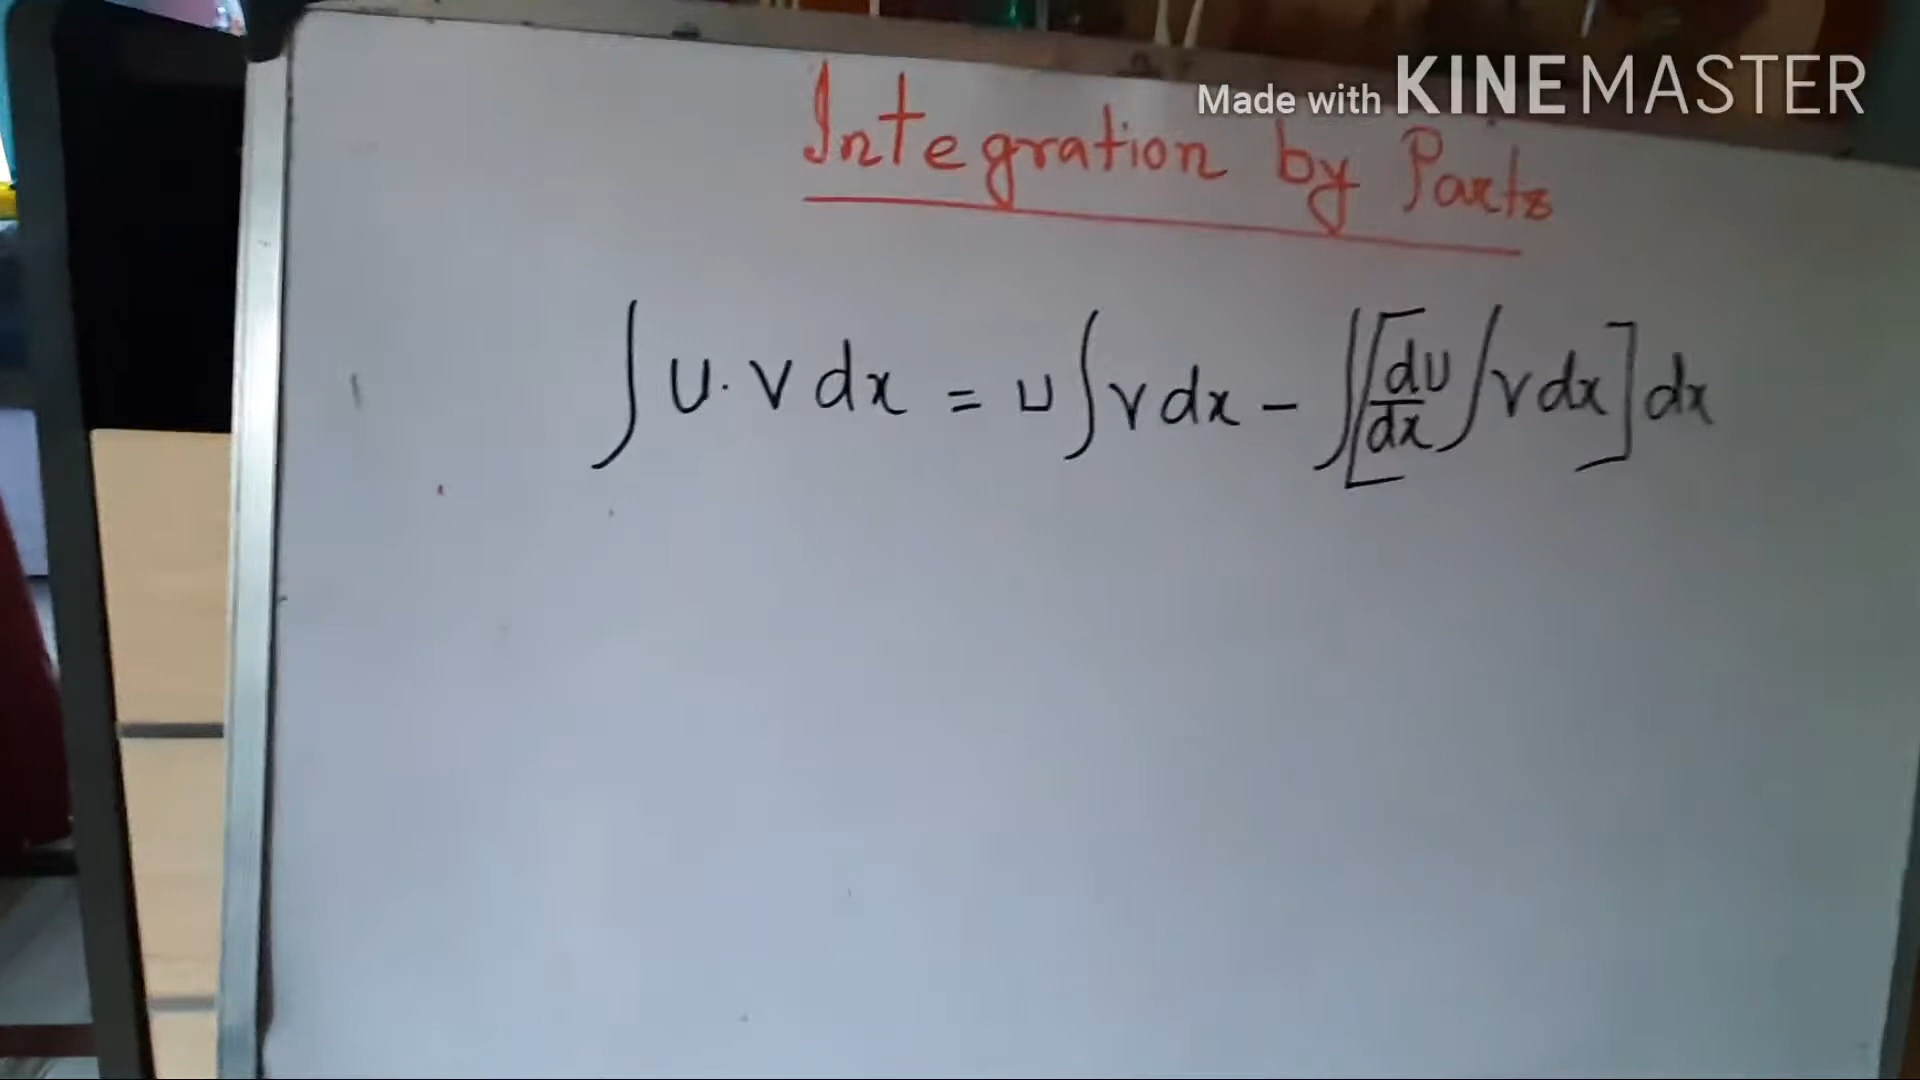 Made with KINEMASTER
Integration by Parts
∫ U . V dx = U ∫ V dx - ∫ [ dU/dx ∫ V dx ] dx